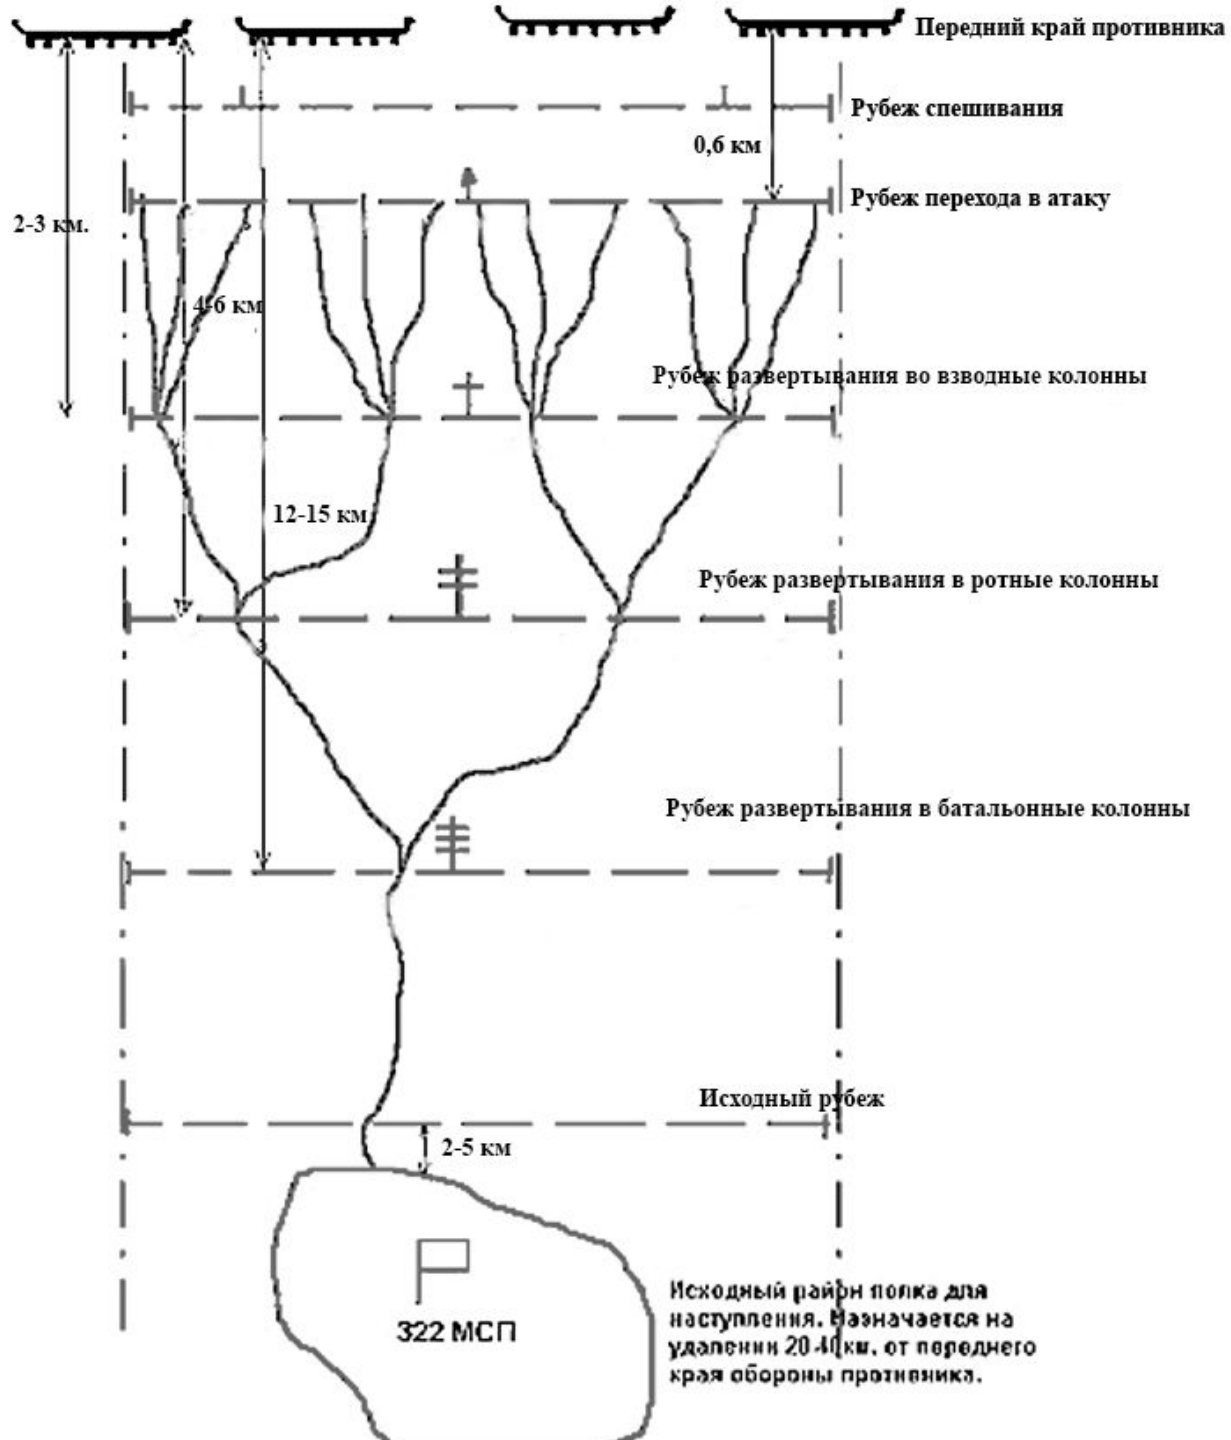 Передний край противника
Рубеж спешивания
0,6 км
Рубеж перехода в атаку
2-3 км.
4-6 км
Рубеж развертывания во взводные колонны
12-15 км
Рубеж развертывания в ротные колонны
Рубеж развертывания в батальонные колонны
Исходный рубеж
2-5 км
322 МСП
Исходный район полка для
наступления. Назначается на
удалении 20-40км. от переднего
края обороны противника.